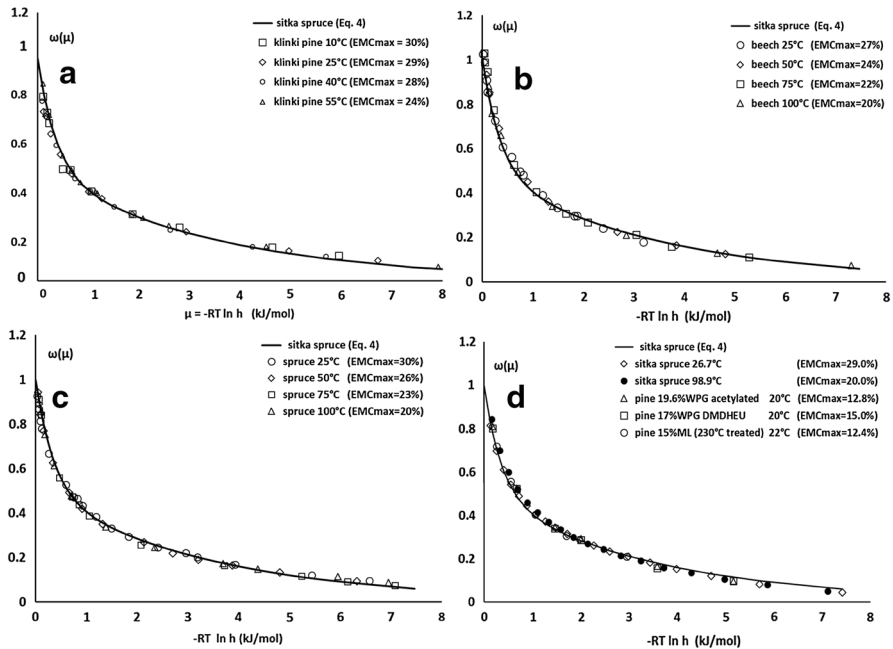 1.2
1
0.8
0.6
0.4
0.2
0
ω(μ)
a
sitka spruce (Eq. 4)
klinki pine 10°C (EMCmax = 30%)
klinki pine 25°C (EMCmax = 29%)
klinki pine 40°C (EMCmax = 28%)
klinki pine 55°C (EMCmax = 24%)
0 1 2 3 4 5 6 7 8
μ = -RT ln h (kJ/mol)
1.2
1
0.8
0.6
0.4
0.2
0
ω(μ)
b
sitka spruce (Eq. 4)
beech 25°C (EMCmax=27%)
beech 50°C (EMCmax=24%)
beech 75°C (EMCmax=22%)
beech 100°C (EMCmax=20%)
0 1 2 3 4 5 6 7 8
-RT ln h (kJ/mol)
1.2
1
0.8
0.6
0.4
0.2
0
ω(μ)
c
sitka spruce (Eq. 4)
spruce 25°C (EMCmax=30%)
spruce 50°C (EMCmax=26%)
spruce 75°C (EMCmax=23%)
spruce 100°C (EMCmax=20%)
0 1 2 3 4 5 6 7 8
-RT ln h (kJ/mol)
1.2
1
0.8
0.6
0.4
0.2
0
ω(μ)
d
sitka spruce (Eq. 4)
sitka spruce 26.7°C (EMCmax=29.0%)
sitka spruce 98.9°C (EMCmax=20.0%)
pine 19.6%WPG acetylated 20°C (EMCmax=12.8%)
pine 17%WPG DMDHEU 20°C (EMCmax=15.0%)
pine 15%ML (230°C treated) 22°C (EMCmax=12.4%)
0 1 2 3 4 5 6 7 8
-RT ln h (kJ/mol)